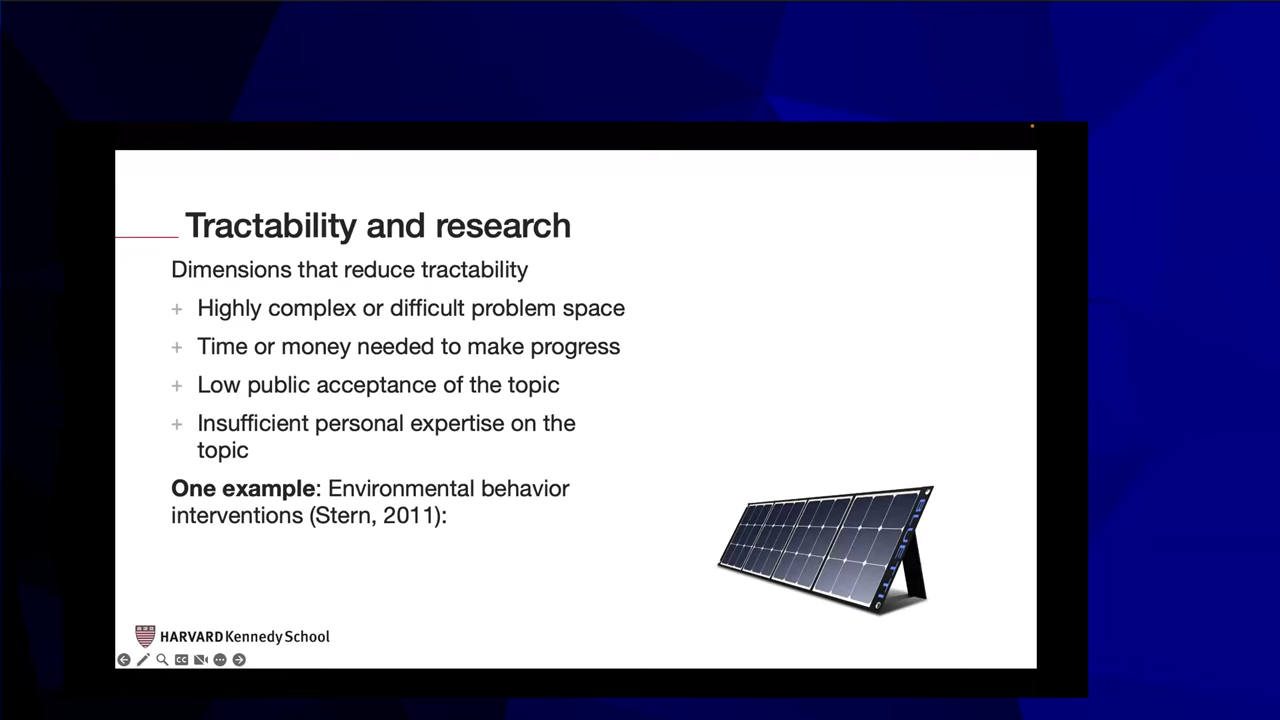 Tractability and research
Dimensions that reduce tractability
+ Highly complex or difficult problem space
+ Time or money needed to make progress
+ Low public acceptance of the topic
+ Insufficient personal expertise on the
topic
One example: Environmental behavior
interventions (Stern, 2011):
HARVARD Kennedy School
CC